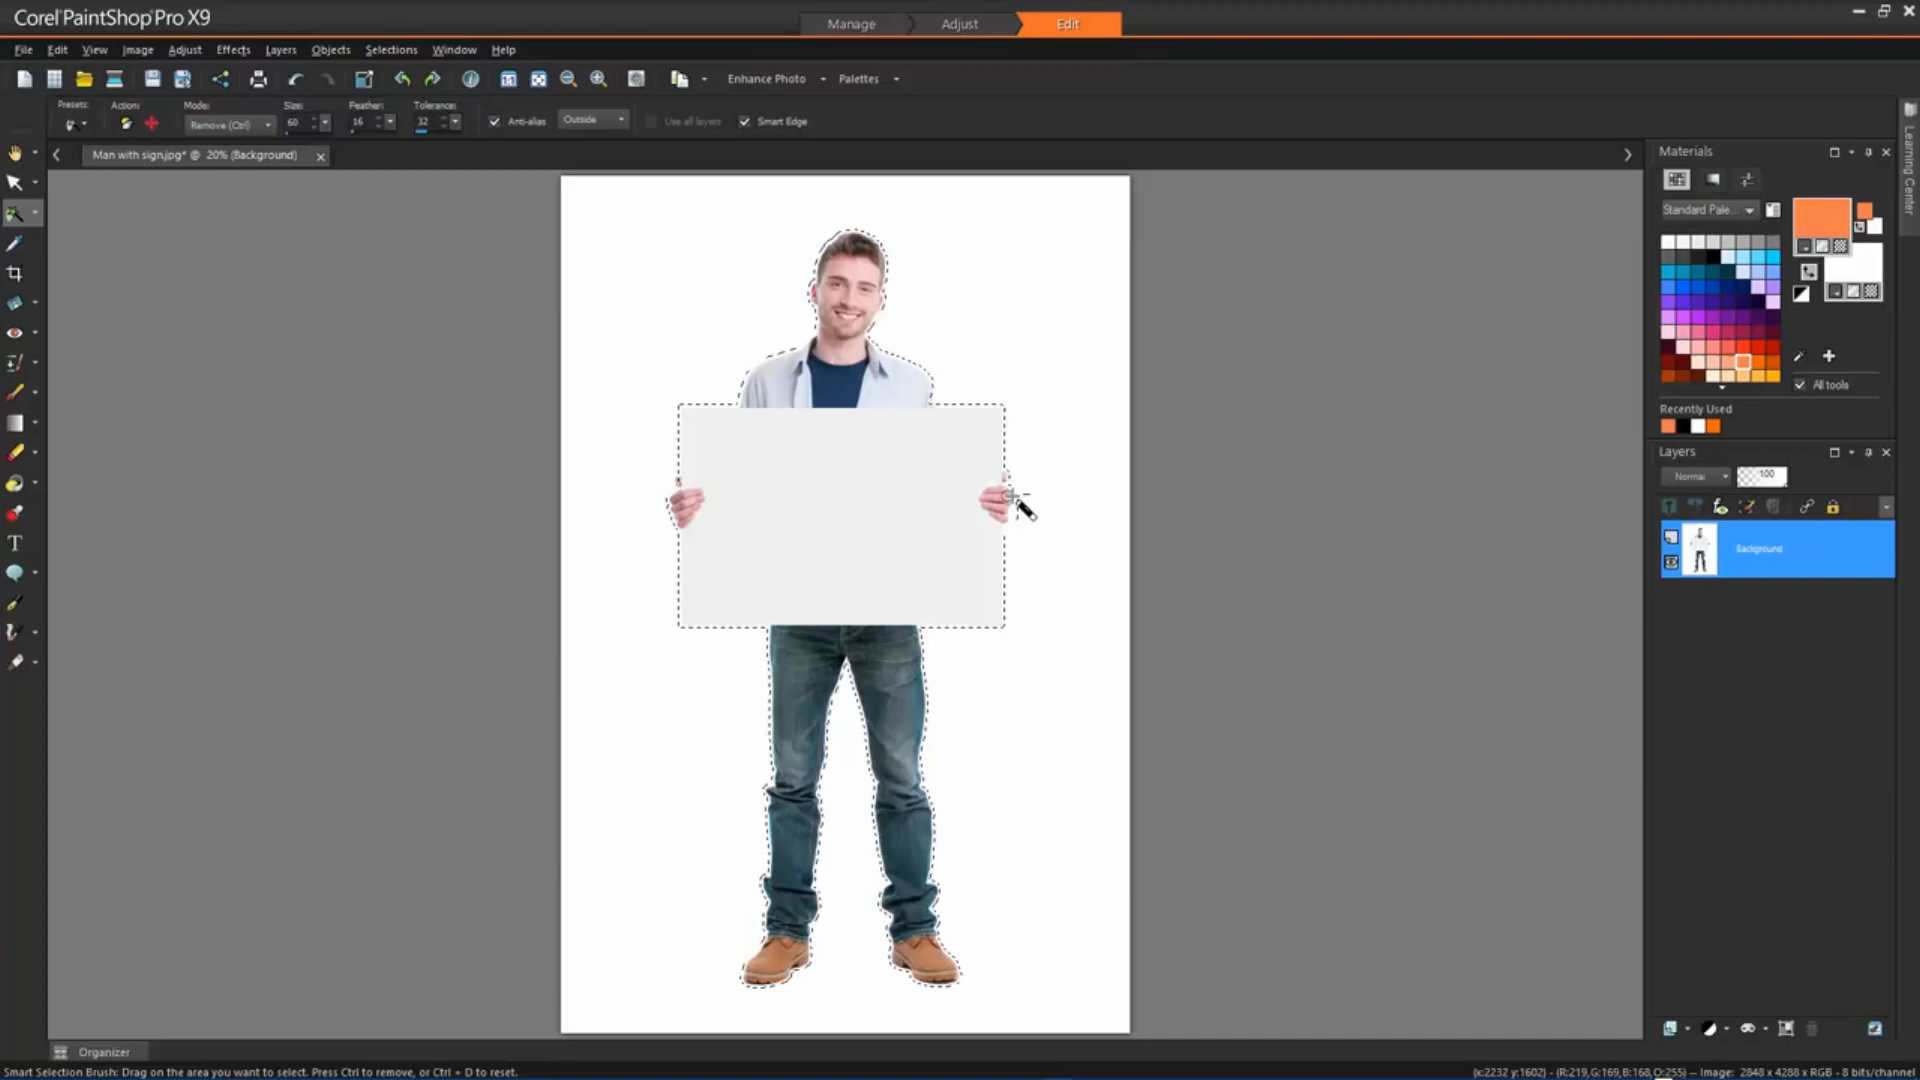 Corel® PaintShop® Pro X9
Manage Adjust Edit
File Edit View Image Adjust Effects Layers Objects Selections Window Help
Enhance Photo Palettes
Presets: Action: Mode: Size: Feather: Tolerance:
Remove (Ctrl) 60 16 32 Anti-alias Outside Use all layers Smart Edge
Man with sign.jpg* @ 20% (Background)
Learning Center
Materials
Standard Pale...
All tools
Recently Used
Layers
Normal 100
Background
Organizer
Smart Selection Brush: Drag on the area you want to select. Press Ctrl to remove, or Ctrl + D to reset.
(x:2232 y:1602) - (R:219,G:169,B:168,O:255) -- Image: 2848 x 4288 x RGB - 8 bits/channel